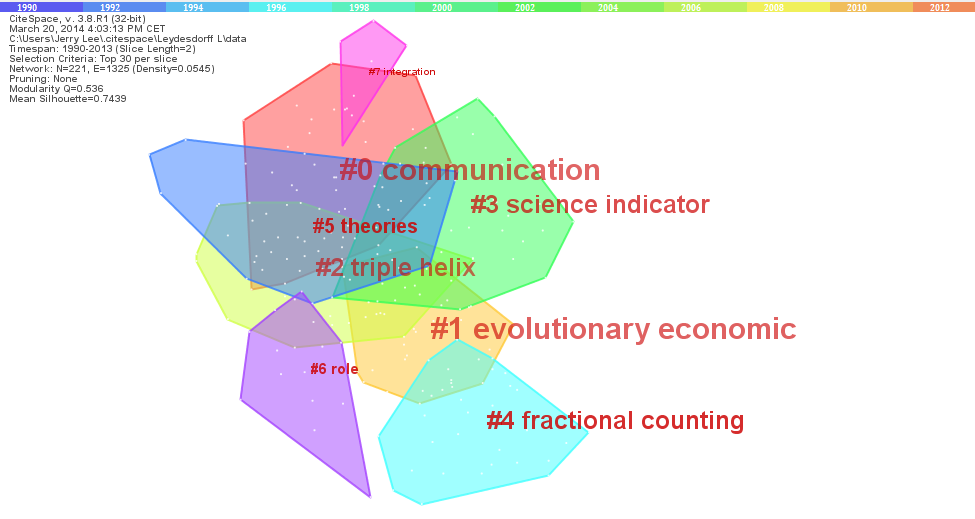 1990 1992 1994 1996 1998 2000 2002 2004 2006 2008 2010 2012
CiteSpace, v. 3.8.R1 (32-bit)
March 20, 2014 4:03:13 PM CET
C:\Users\Jerry Lee\.citespace\Leydesdorff L\data
Timespan: 1990-2013 (Slice Length=2)
Selection Criteria: Top 30 per slice
Network: N=221, E=1325 (Density=0.0545)
Pruning: None
Modularity Q=0.536
Mean Silhouette=0.7439
#7 integration
#0 communication
#3 science indicator
#5 theories
#2 triple helix
#1 evolutionary economic
#6 role
#4 fractional counting